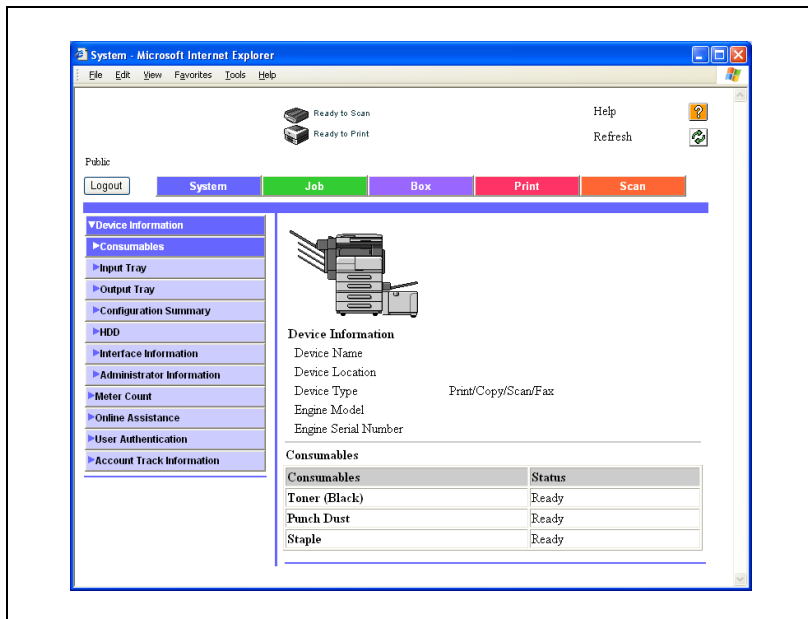 System - Microsoft Internet Explorer
File Edit View Favorites Tools Help
Ready to Scan
Ready to Print
Help
?
Refresh
Public
Logout
System
Job
Box
Print
Scan
Device Information
Consumables
Input Tray
Output Tray
Configuration Summary
HDD
Interface Information
Administrator Information
Meter Count
Online Assistance
User Authentication
Account Track Information
Device Information
Device Name
Device Location
Device Type Print/Copy/Scan/Fax
Engine Model
Engine Serial Number
Consumables
Consumables Status
Toner (Black) Ready
Punch Dust Ready
Staple Ready